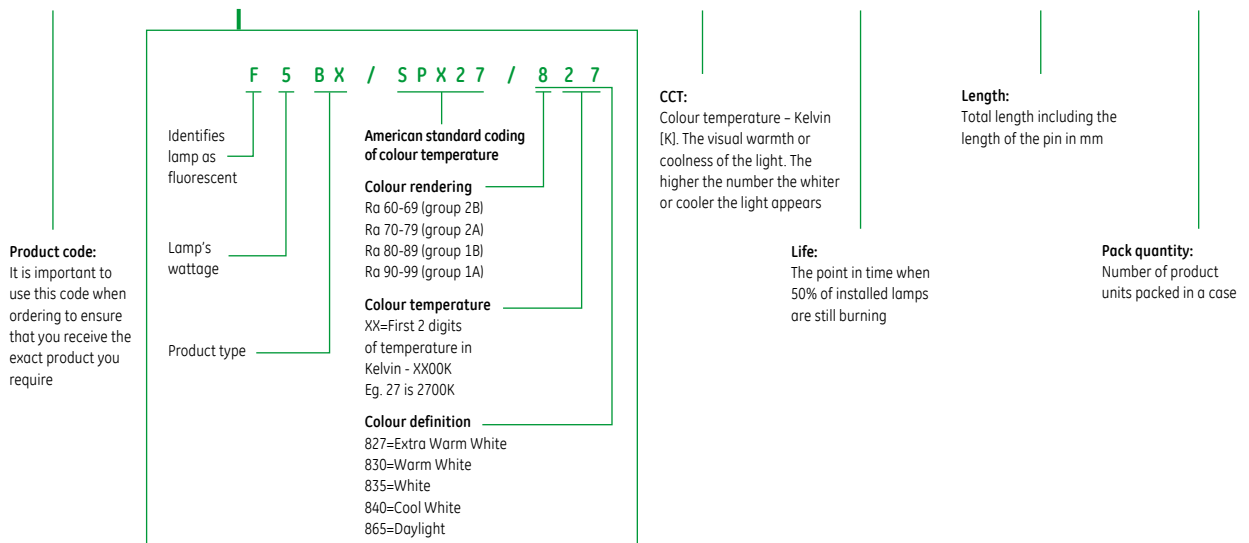 F 5 BX / SPX27 / 827
Identifies
lamp as
fluorescent
Lamp's
wattage
Product type
American standard coding
of colour temperature
Colour rendering
Ra 60-69 (group 2B)
Ra 70-79 (group 2A)
Ra 80-89 (group 1B)
Ra 90-99 (group 1A)
Colour temperature
XX=First 2 digits
of temperature in
Kelvin - XX00K
Eg. 27 is 2700K
Colour definition
827=Extra Warm White
830=Warm White
835=White
840=Cool White
865=Daylight
Product code:
It is important to
use this code when
ordering to ensure
that you receive the
exact product you
require
CCT:
Colour temperature – Kelvin
[K]. The visual warmth or
coolness of the light. The
higher the number the whiter
or cooler the light appears
Life:
The point in time when
50% of installed lamps
are still burning
Length:
Total length including the
length of the pin in mm
Pack quantity:
Number of product
units packed in a case